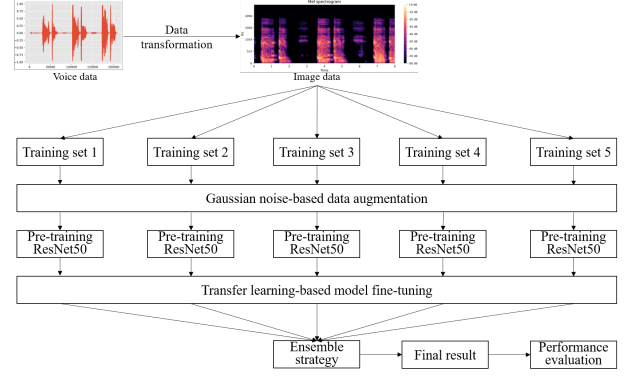 Mel spectrogram
Data
transformation
Voice data
Time
Image data
Training set 1
Training set 2
Training set 3
Training set 4
Training set 5
Gaussian noise-based data augmentation
Pre-training
ResNet50
Pre-training
ResNet50
Pre-training
ResNet50
Pre-training
ResNet50
Pre-training
ResNet50
Transfer learning-based model fine-tuning
Ensemble
strategy
Final result
Performance
evaluation